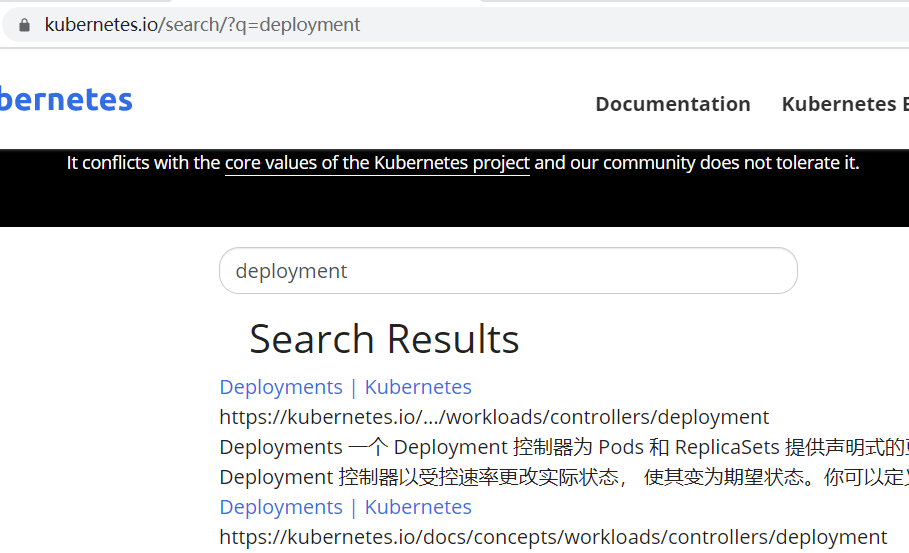 kubernetes.io/search/?q=deployment
bernetes
Documentation Kubernetes
It conflicts with the core values of the Kubernetes project and our community does not tolerate it.
deployment
Search Results
Deployments | Kubernetes
https://kubernetes.io/.../workloads/controllers/deployment
Deployments 一个 Deployment 控制器为 Pods 和 ReplicaSets 提供声明式的
Deployment 控制器以受控速率更改实际状态， 使其变为期望状态。你可以定
Deployments | Kubernetes
https://kubernetes.io/docs/concepts/workloads/controllers/deployment